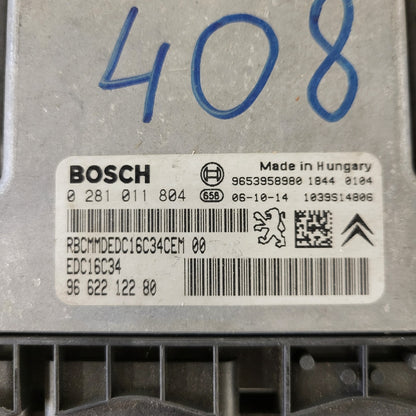 408
BOSCH
Made in Hungary
9653958980 1844 0104
0 281 011 804 658 06-10-14 1039S14806
RBCMMDEDC16C34CEM 00
EDC16C34
96 622 122 80